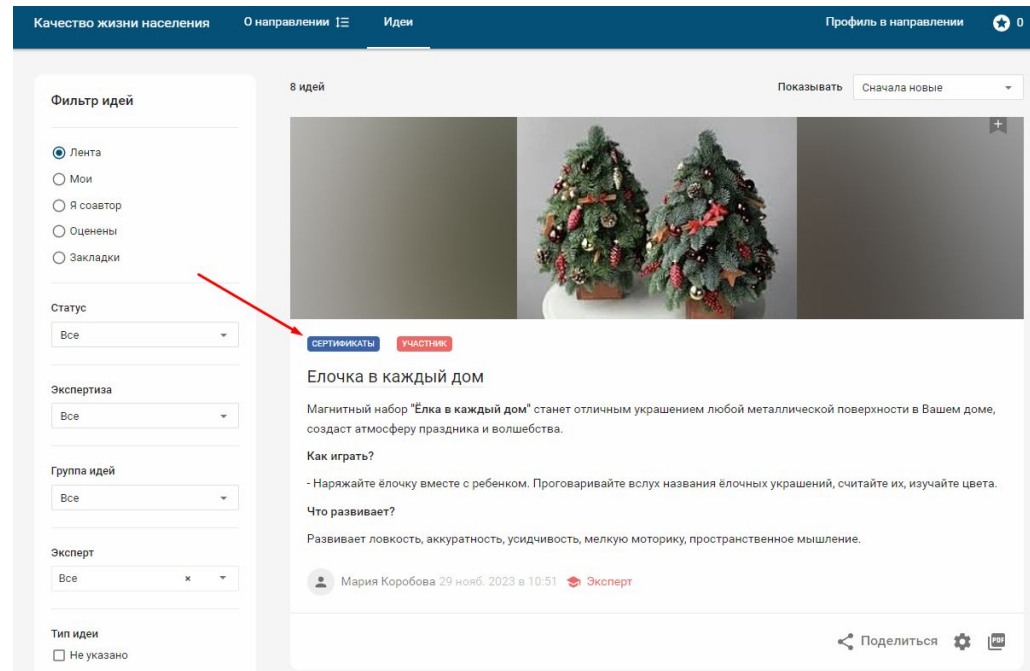 Качество жизни населения
О направлении
Идеи
Профиль в направлении
0
Фильтр идей
Лента
Мои
Я соавтор
Оценены
Закладки
Статус
Все
Экспертиза
Все
Группа идей
Все
Эксперт
Все
×
Тип идеи
Не указано
8 идей
Показывать
Сначала новые
СЕРТИФИКАТЫ
УЧАСТНИК
Елочка в каждый дом
Магнитный набор "Ёлка в каждый дом" станет отличным украшением любой металлической поверхности в Вашем доме,
создаст атмосферу праздника и волшебства.
Как играть?
- Наряжайте ёлочку вместе с ребенком. Проговаривайте вслух названия ёлочных украшений, считайте их, изучайте цвета.
Что развивает?
Развивает ловкость, аккуратность, усидчивость, мелкую моторику, пространственное мышление.
Мария Коробова 29 нояб. 2023 в 10:51 Эксперт
Поделиться
PDF